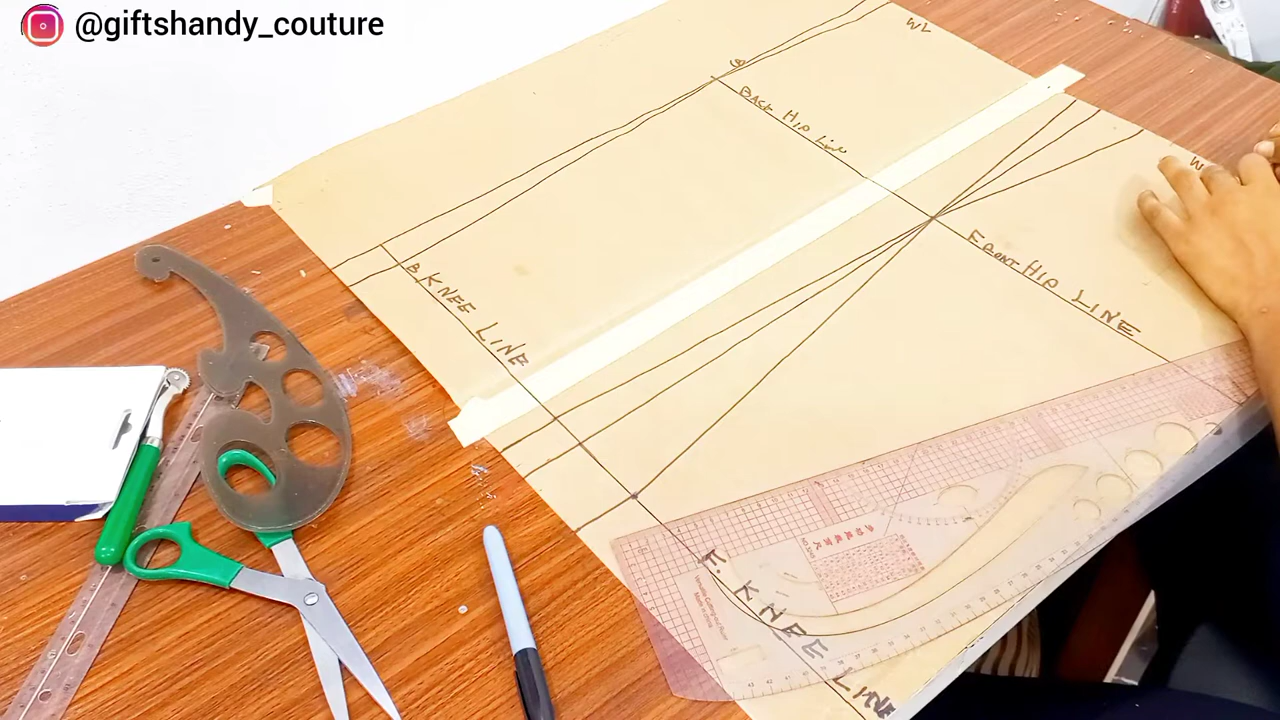 @giftshandy_couture
WL
B
BACK HIP Line
W
FRONT HIP LINE
B. KNEE LINE
F. KNEE LINE